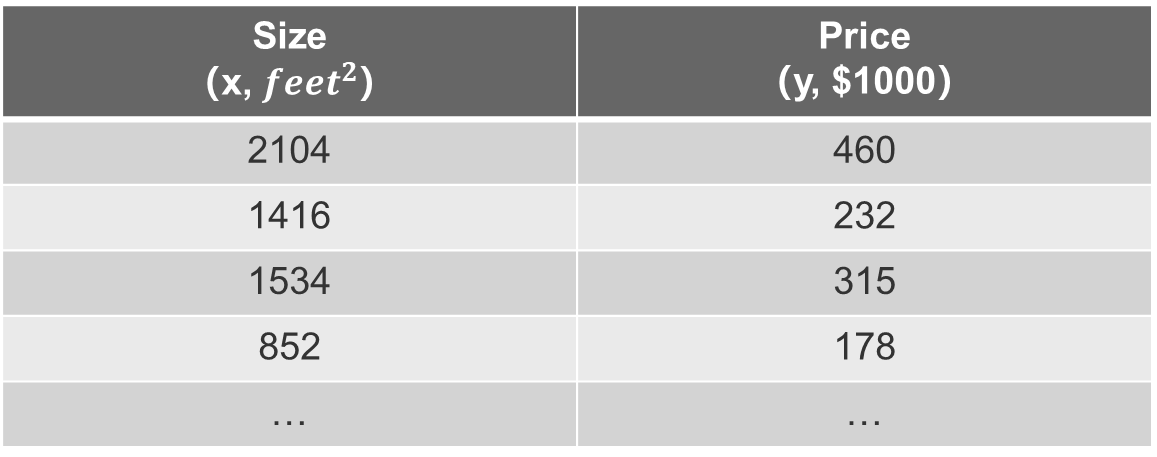 Size Price
(x, feet²) (y, $1000)
2104 460
1416 232
1534 315
852 178
… …